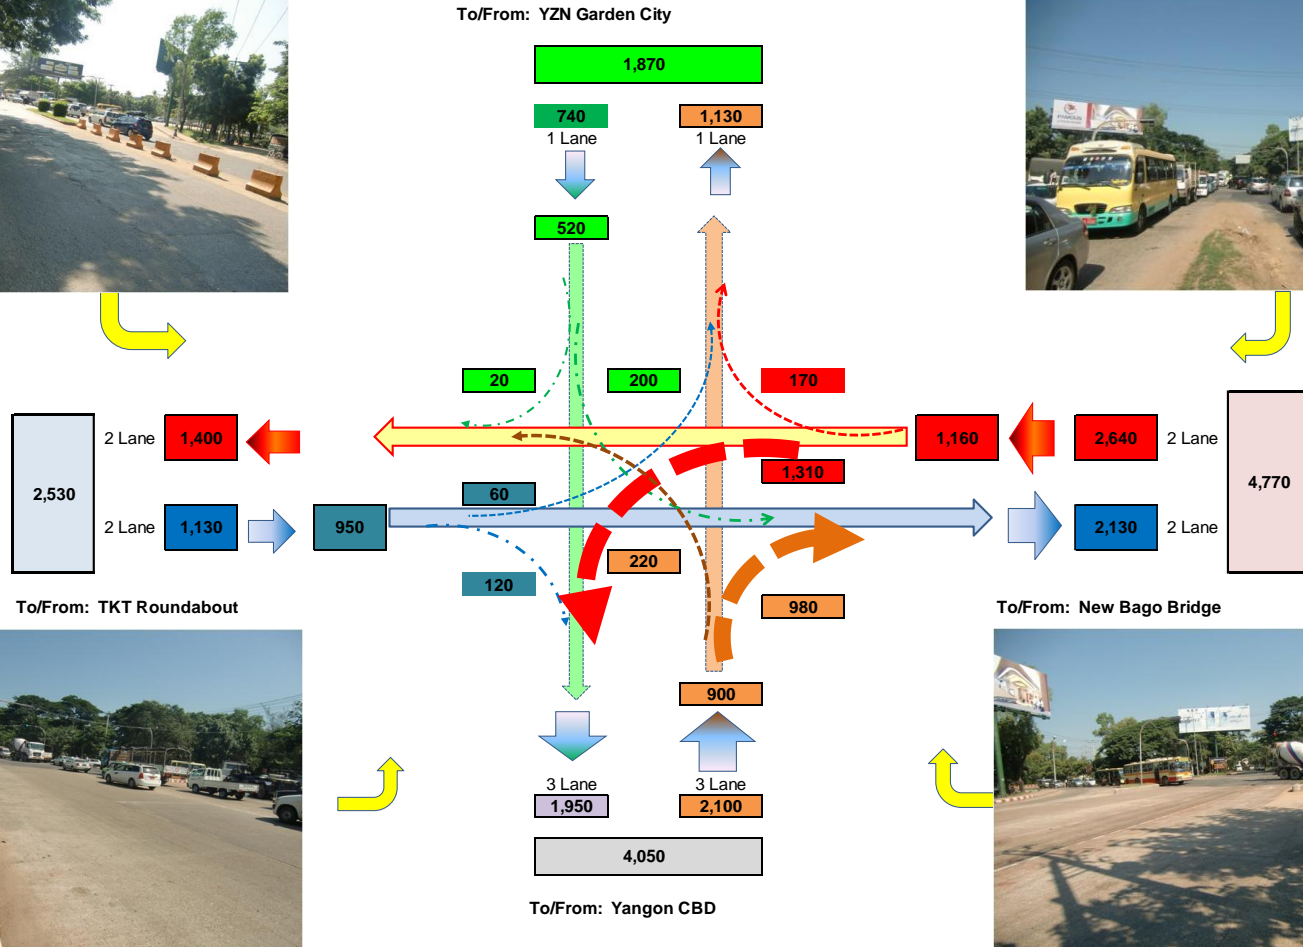 To/From: YZN Garden City
1,870
740
1,130
1 Lane
1 Lane
520
20
200
170
2 Lane
1,400
1,160
2,640
2 Lane
1,310
2,530
4,770
60
2 Lane
1,130
950
2,130
2 Lane
220
120
980
To/From: TKT Roundabout
To/From: New Bago Bridge
900
3 Lane
3 Lane
1,950
2,100
4,050
To/From: Yangon CBD